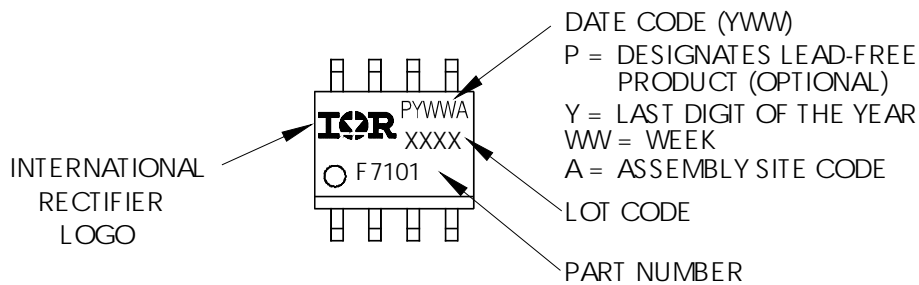 DATE CODE (YWW)
P = DESIGNATES LEAD-FREE
PRODUCT (OPTIONAL)
Y = LAST DIGIT OF THE YEAR
WW = WEEK
A = ASSEMBLY SITE CODE
LOT CODE
PART NUMBER
INTERNATIONAL
RECTIFIER
LOGO
IOR
PYWWA
XXXX
F7101